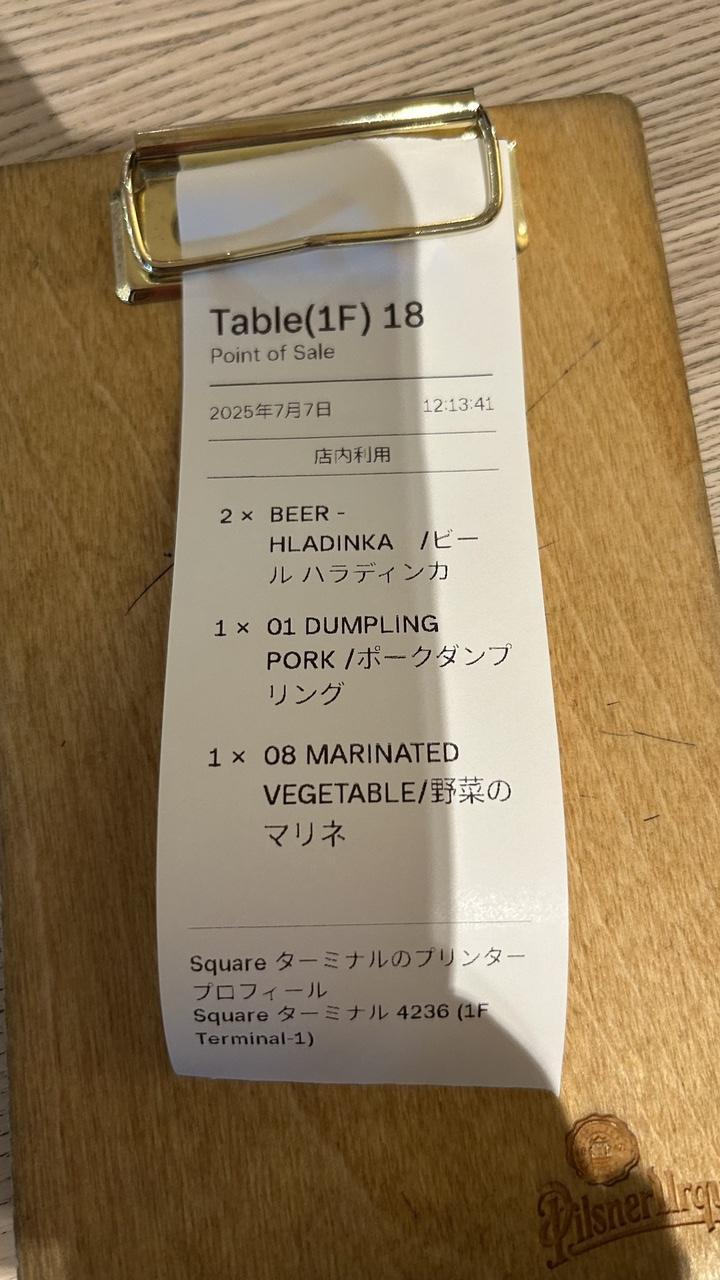 Table(1F) 18
Point of Sale
2025年7月7日 12:13:41
店内利用
2 × BEER -
HLADINKA /ビー
ル ハラディンカ
1 × 01 DUMPLING
PORK /ポークダンプ
リング
1 × 08 MARINATED
VEGETABLE/野菜の
マリネ
Square ターミナルのプリンター
プロフィール
Square ターミナル 4236 (1F
Terminal-1)
Pilsner Urqu